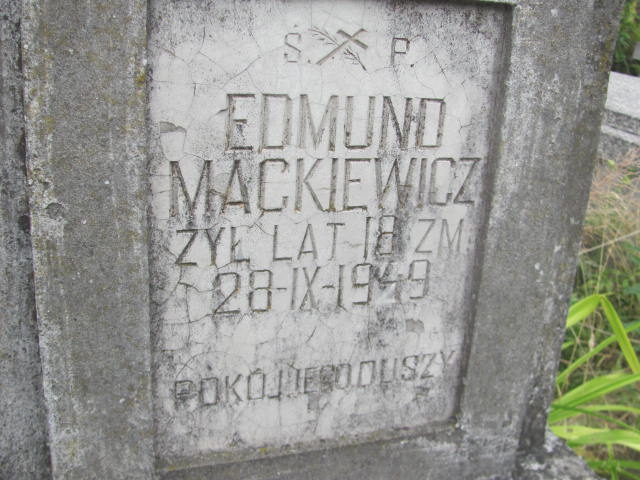 Ś. P.
EDMUND
MACKIEWICZ
ŻYŁ LAT 18 ZM
28-IX-1949
POKÓJ JEGO DUSZY